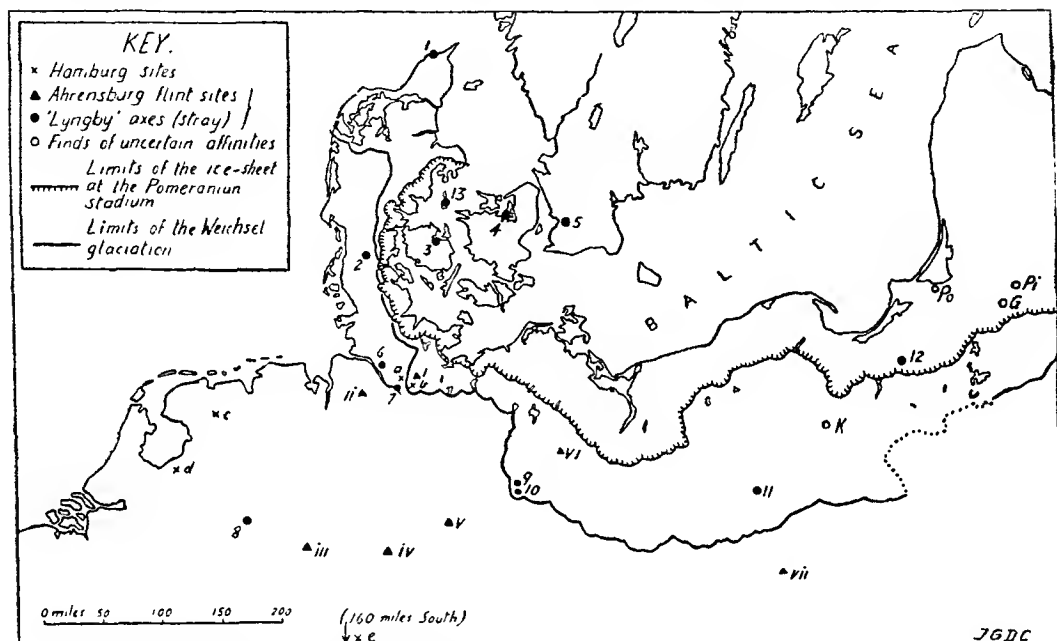 KEY.
Hamburg sites
Ahrensburg flint sites
'Lyngby' axes (stray)
Finds of uncertain affinities
Limits of the ice-sheet
at the Pomeranian
stadium
Limits of the Weichsel
glaciation
1
13
4
5
3
2
BALTIC SEA
Po
Pi
G
12
6
a
7
ii
c
d
K
vi
9
10
11
8
v
iii
iv
vii
0 miles 50 100 150 200
(160 miles South)
x e
JGDC